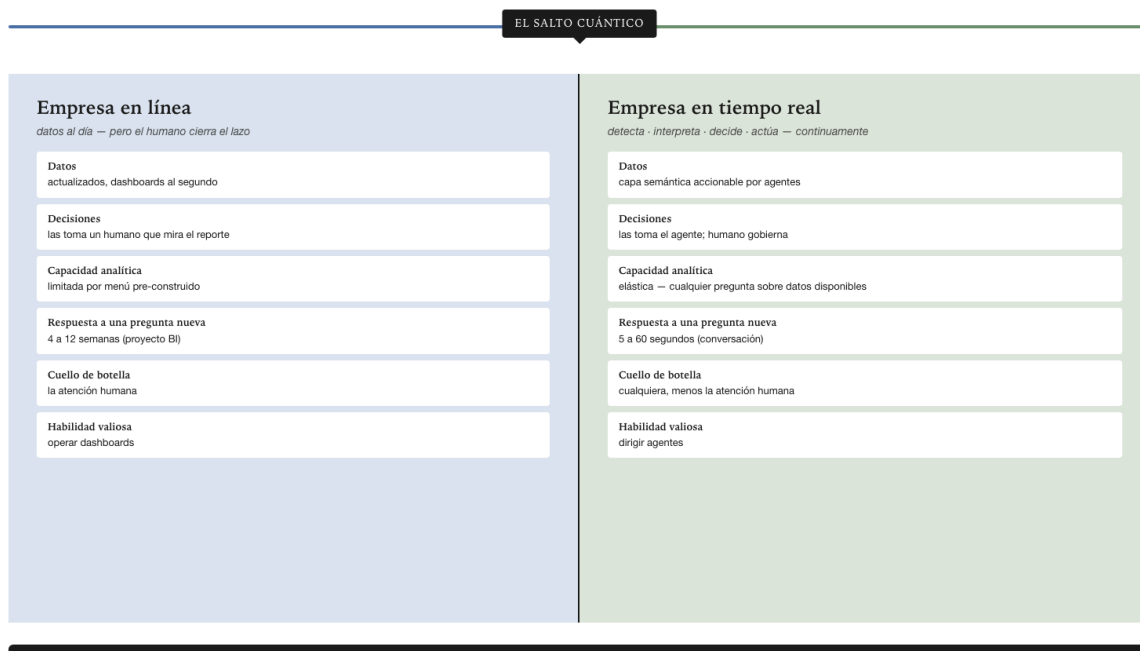 EL SALTO CUÁNTICO
Empresa en línea
datos al día — pero el humano cierra el lazo
Datos
actualizados, dashboards al segundo
Decisiones
las toma un humano que mira el reporte
Capacidad analítica
limitada por menú pre-construido
Respuesta a una pregunta nueva
4 a 12 semanas (proyecto BI)
Cuello de botella
la atención humana
Habilidad valiosa
operar dashboards
Empresa en tiempo real
detecta · interpreta · decide · actúa — continuamente
Datos
capa semántica accionable por agentes
Decisiones
las toma el agente; humano gobierna
Capacidad analítica
elástica — cualquier pregunta sobre datos disponibles
Respuesta a una pregunta nueva
5 a 60 segundos (conversación)
Cuello de botella
cualquiera, menos la atención humana
Habilidad valiosa
dirigir agentes